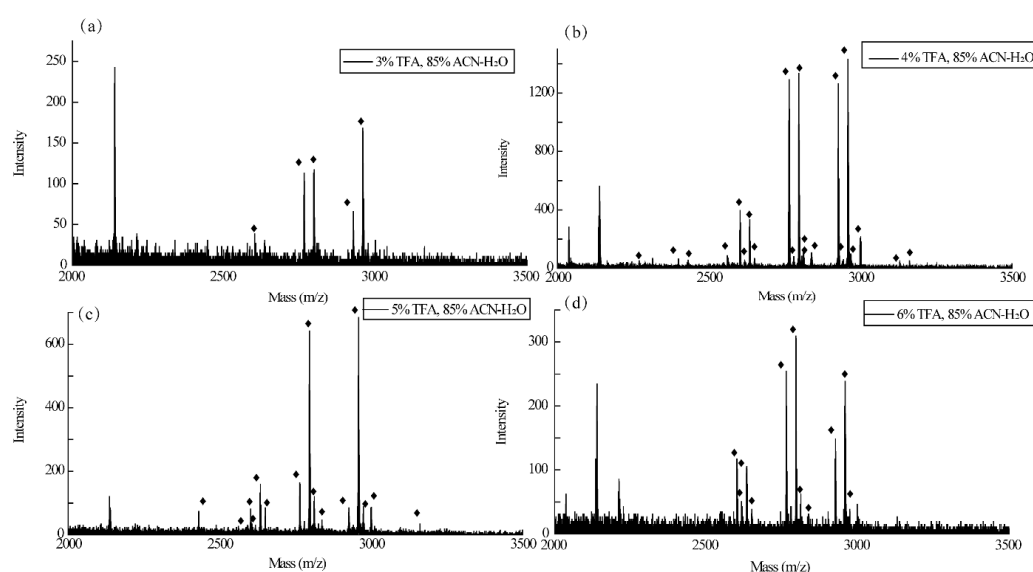 (a)
3% TFA, 85% ACN-H₂O
250
200
150
100
50
0
Intensity
2000
2500
3000
3500
Mass (m/z)
(b)
4% TFA, 85% ACN-H₂O
1200
800
400
0
Intensity
2000
2500
3000
3500
Mass (m/z)
(c)
5% TFA, 85% ACN-H₂O
600
400
200
0
Intensity
2000
2500
3000
3500
Mass (m/z)
(d)
6% TFA, 85% ACN-H₂O
300
200
100
0
Intensity
2000
2500
3000
3500
Mass (m/z)